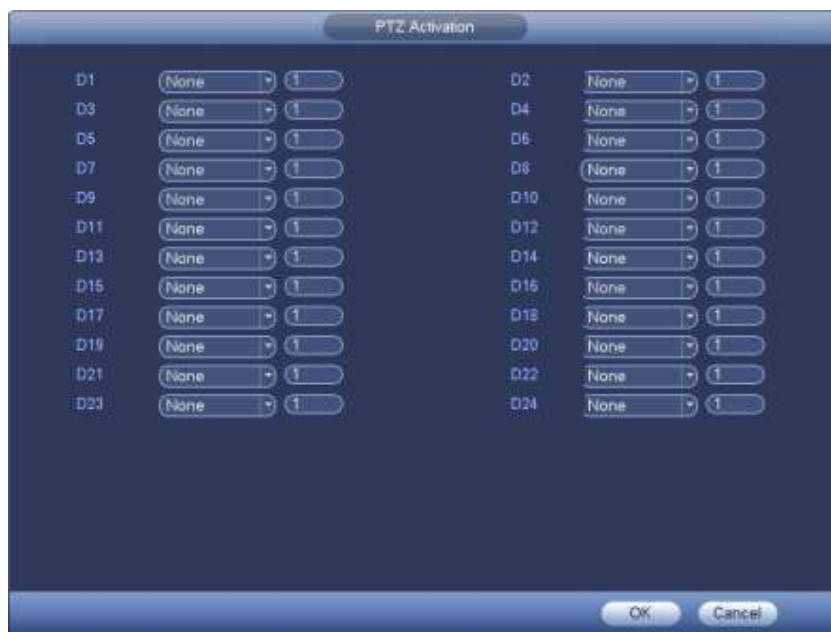 PTZ Activation
D1 None 1 D2 None 1
D3 None 1 D4 None 1
D5 None 1 D6 None 1
D7 None 1 D8 None 1
D9 None 1 D10 None 1
D11 None 1 D12 None 1
D13 None 1 D14 None 1
D15 None 1 D16 None 1
D17 None 1 D18 None 1
D19 None 1 D20 None 1
D21 None 1 D22 None 1
D23 None 1 D24 None 1
OK Cancel